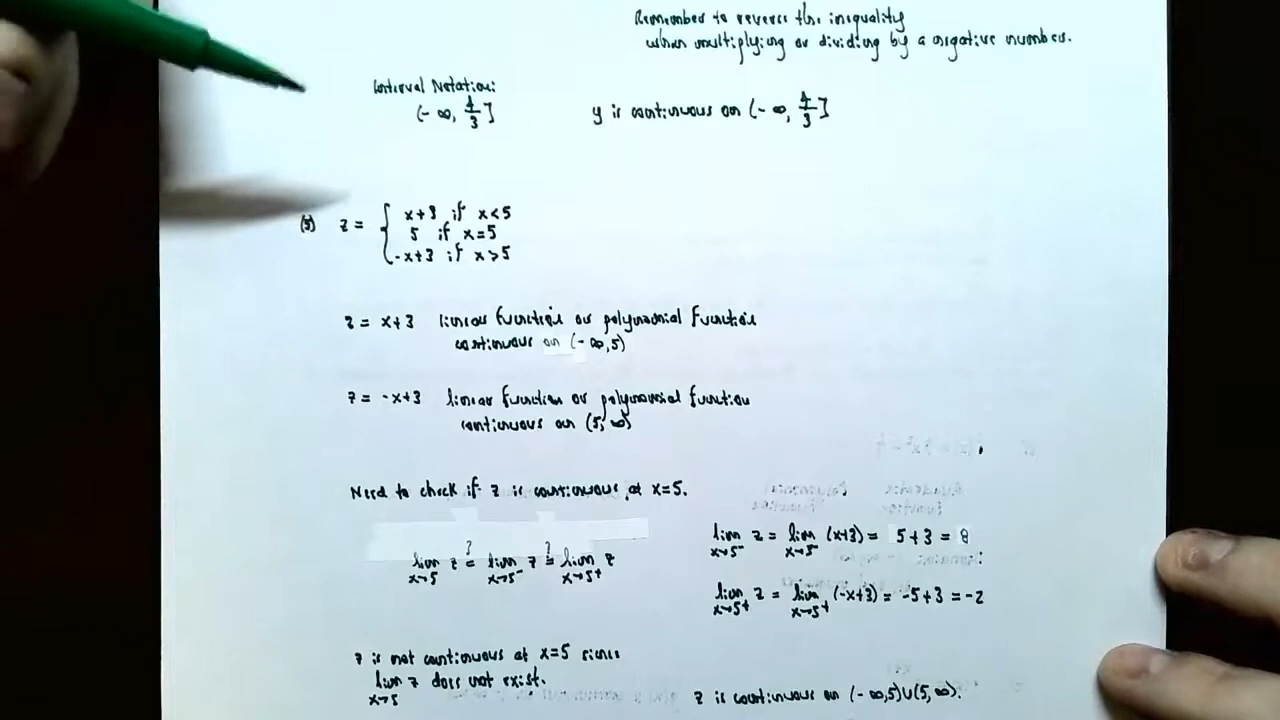 Remember to reverse the inequality
when multiplying or dividing by a negative number.
Interval Notation:
(-∞, 4/3]
y is continuous on (-∞, 4/3]
(3) z = { x+3 if x<5
5 if x=5
-x+3 if x>5
z = x+3 linear function or polynomial function
continuous on (-∞,5)
z = -x+3 linear function or polynomial function
continuous on (5,∞)
Need to check if z is continuous at x=5.
lim x→5 z ?= lim x→5⁻ z ?= lim x→5⁺ z
lim x→5⁻ z = lim x→5⁻ (x+3) = 5+3 = 8
lim x→5⁺ z = lim x→5⁺ (-x+3) = -5+3 = -2
z is not continuous at x=5 since
lim x→5 z does not exist.
z is continuous on (-∞,5)∪(5,∞).